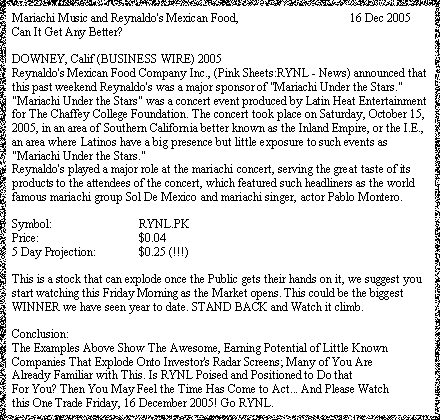 Mariachi Music and Reynaldo's Mexican Food, 16 Dec 2005
Can It Get Any Better?
DOWNEY, Calif (BUSINESS WIRE) 2005
Reynaldo's Mexican Food Company Inc., (Pink Sheets:RYNL - News) announced that
this past weekend Reynaldo's was a major sponsor of "Mariachi Under the Stars."
"Mariachi Under the Stars" was a concert event produced by Latin Heat Entertainment
for The Chaffey College Foundation. The concert took place on Saturday, October 15,
2005, in an area of Southern California better known as the Inland Empire, or the I.E.,
an area where Latinos have a big presence but little exposure to such events as
"Mariachi Under the Stars."
Reynaldo's played a major role at the mariachi concert, serving the great taste of its
products to the attendees of the concert, which featured such headliners as the world
famous mariachi group Sol De Mexico and mariachi singer, actor Pablo Montero.
Symbol: RYNL.PK
Price: $0.04
5 Day Projection: $0.25 (!!!)
This is a stock that can explode once the Public gets their hands on it, we suggest you
start watching this Friday Morning as the Market opens. This could be the biggest
WINNER we have seen year to date. STAND BACK and Watch it climb.
Conclusion:
The Examples Above Show The Awesome, Earning Potential of Little Known
Companies That Explode Onto Investor's Radar Screens; Many of You Are
Already Familiar with This. Is RYNL Poised and Positioned to Do that
For You? Then You May Feel the Time Has Come to Act... And Please Watch
this One Trade Friday, 16 December 2005! Go RYNL.